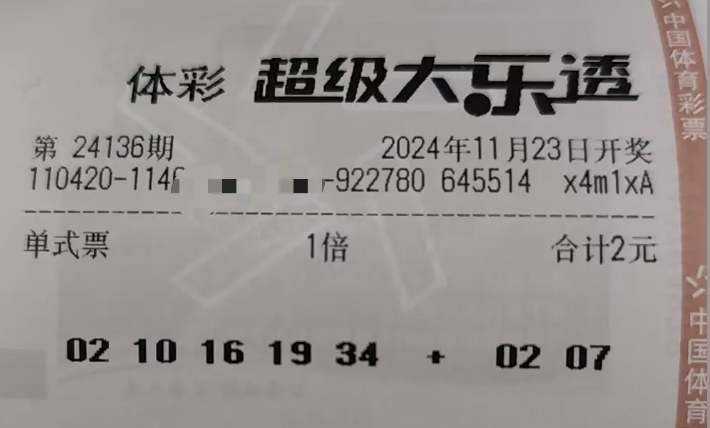 体彩 超级大乐透
第 24136期 2024年11月23日开奖
110420-114 -922780 645514 x4m1xA
单式票 1倍 合计2元
02 10 16 19 34 + 02 07
中国体育彩票
中国体育